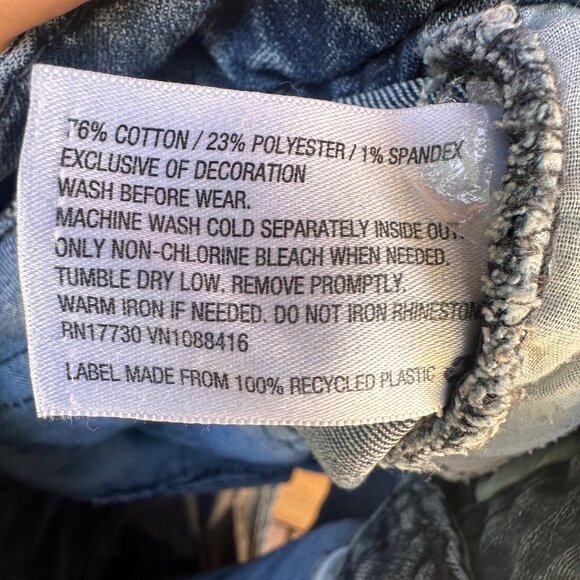 76% COTTON / 23% POLYESTER / 1% SPANDEX
EXCLUSIVE OF DECORATION
WASH BEFORE WEAR.
MACHINE WASH COLD SEPARATELY INSIDE OUT.
ONLY NON-CHLORINE BLEACH WHEN NEEDED.
TUMBLE DRY LOW. REMOVE PROMPTLY.
WARM IRON IF NEEDED. DO NOT IRON RHINESTON
RN17730 VN1088416
LABEL MADE FROM 100% RECYCLED PLASTIC